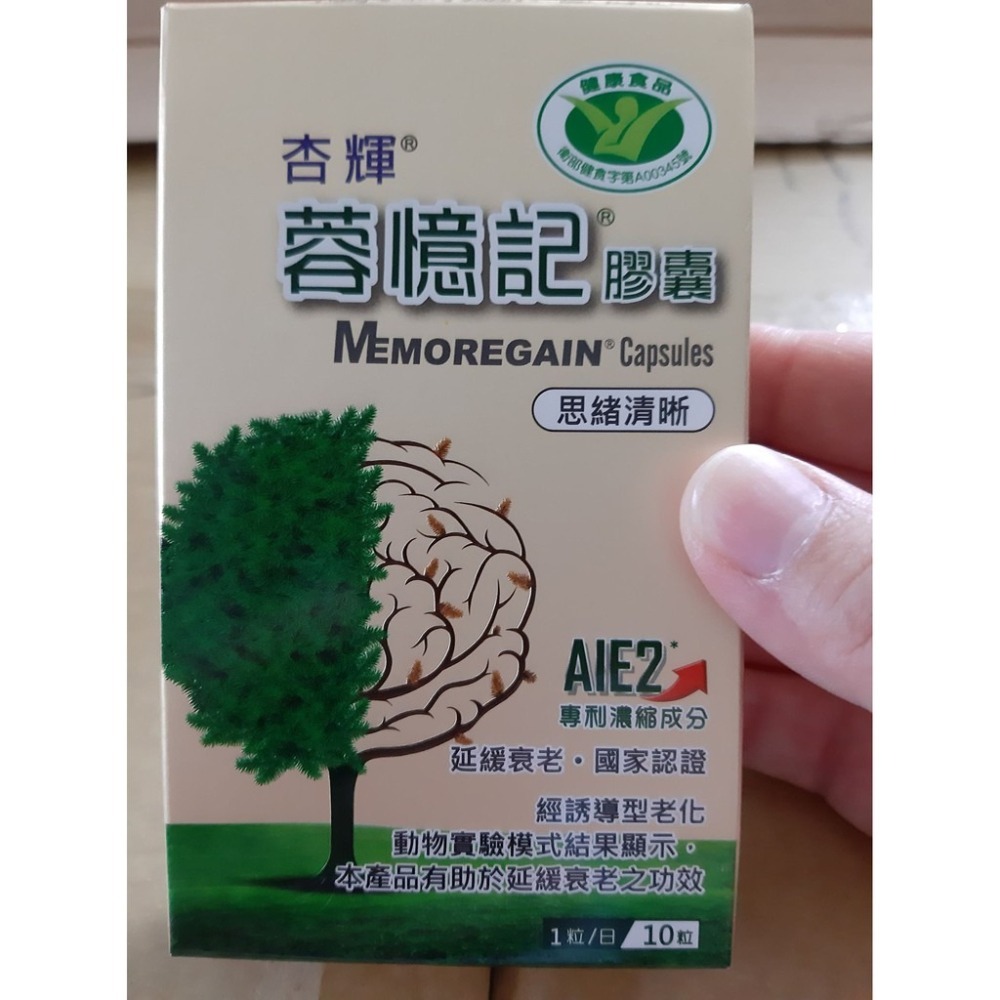 健康食品
衛部健食字第A00345號
杏輝®
蓉憶記®膠囊
MEMOREGAIN® Capsules
思緒清晰
AIE2*
專利濃縮成分
延緩衰老・國家認證
經誘導型老化
動物實驗模式結果顯示，
本產品有助於延緩衰老之功效
1粒/日 10粒